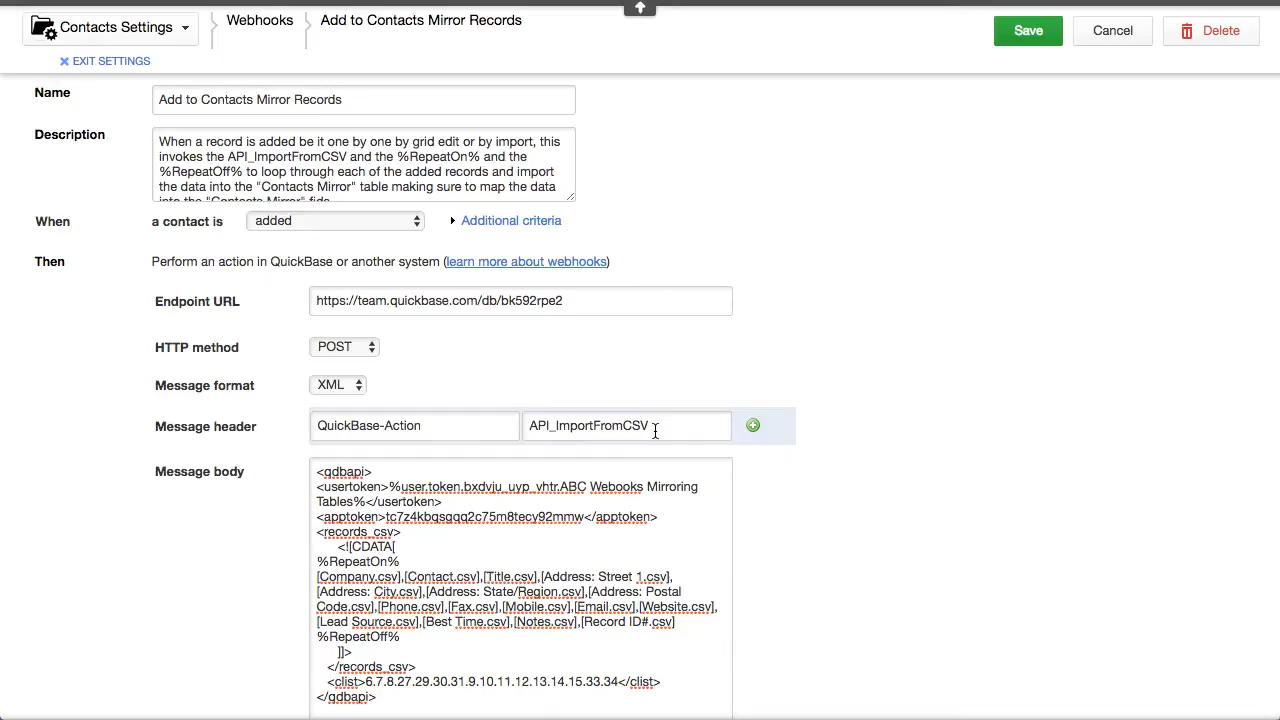 Contacts Settings
Webhooks
Add to Contacts Mirror Records
Save
Cancel
Delete
EXIT SETTINGS
Name
Add to Contacts Mirror Records
Description
When a record is added be it one by one by grid edit or by import, this
invokes the API_ImportFromCSV and the %RepeatOn% and the
%RepeatOff% to loop through each of the added records and import
the data into the "Contacts Mirror" table making sure to map the data
into the "Contacts Mirror" fids.
When
a contact is
added
Additional criteria
Then
Perform an action in QuickBase or another system (learn more about webhooks)
Endpoint URL
https://team.quickbase.com/db/bk592rpe2
HTTP method
POST
Message format
XML
Message header
QuickBase-Action
API_ImportFromCSV
Message body
<qdbapi>
<usertoken>%user.token.bxdvju_uyp_vhtr.ABC Webooks Mirroring
Tables%</usertoken>
<apptoken>tc7z4kbgsgqq2c75m8tecy92mmw</apptoken>
<records_csv>
<![CDATA[
%RepeatOn%
[Company.csv],[Contact.csv],[Title.csv],[Address: Street 1.csv],
[Address: City.csv],[Address: State/Region.csv],[Address: Postal
Code.csv],[Phone.csv],[Fax.csv],[Mobile.csv],[Email.csv],[Website.csv],
[Lead Source.csv],[Best Time.csv],[Notes.csv],[Record ID#.csv]
%RepeatOff%
]]>
</records_csv>
<clist>6.7.8.27.29.30.31.9.10.11.12.13.14.15.33.34</clist>
</qdbapi>